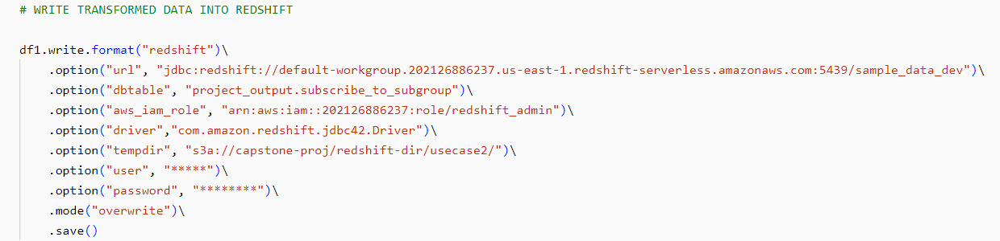 # WRITE TRANSFORMED DATA INTO REDSHIFT
df1.write.format("redshift")\
.option("url", "jdbc:redshift://default-workgroup.202126886237.us-east-1.redshift-serverless.amazonaws.com:5439/sample_data_dev")\
.option("dbtable", "project_output.subscribe_to_subgroup")\
.option("aws_iam_role", "arn:aws:iam::202126886237:role/redshift_admin")\
.option("driver","com.amazon.redshift.jdbc42.Driver")\
.option("tempdir", "s3a://capstone-proj/redshift-dir/usecase2/")\
.option("user", "*****")\
.option("password", "********")\
.mode("overwrite")\
.save()